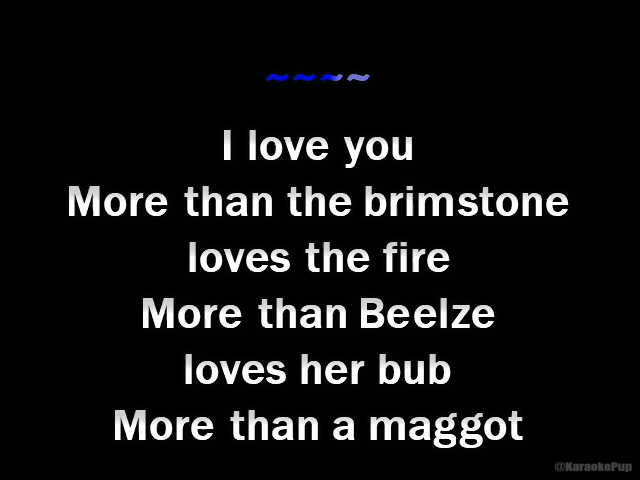 ~~~~
I love you
More than the brimstone
loves the fire
More than Beelze
loves her bub
More than a maggot
@KaraokePup